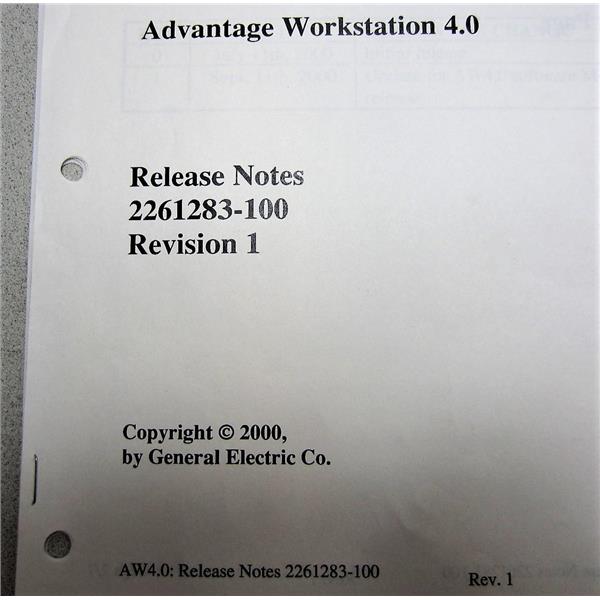 Advantage Workstation 4.0
Release Notes
2261283-100
Revision 1
Copyright © 2000,
by General Electric Co.
AW4.0: Release Notes 2261283-100
Rev. 1